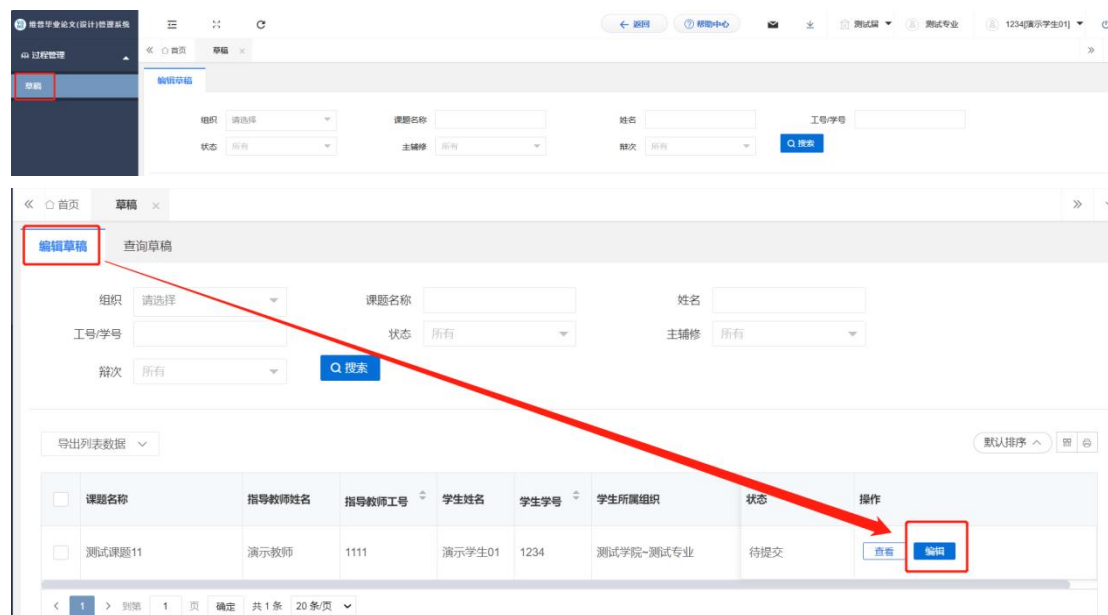 维普毕业论文(设计)管理系统 返回 帮助中心 测试届 测试专业 1234[演示学生01]
过程管理 首页 草稿
草稿 编辑草稿
组织 请选择 课题名称 姓名 工号/学号
状态 所有 主辅修 所有 辩次 所有 搜索
首页 草稿
编辑草稿 查询草稿
组织 请选择 课题名称 姓名
工号/学号 状态 所有 主辅修 所有
辩次 所有 搜索
导出列表数据 默认排序
课题名称 指导教师姓名 指导教师工号 学生姓名 学生学号 学生所属组织 状态 操作
测试课题11 演示教师 1111 演示学生01 1234 测试学院~测试专业 待提交 查看 编辑
1 到第 1 页 确定 共 1 条 20 条/页